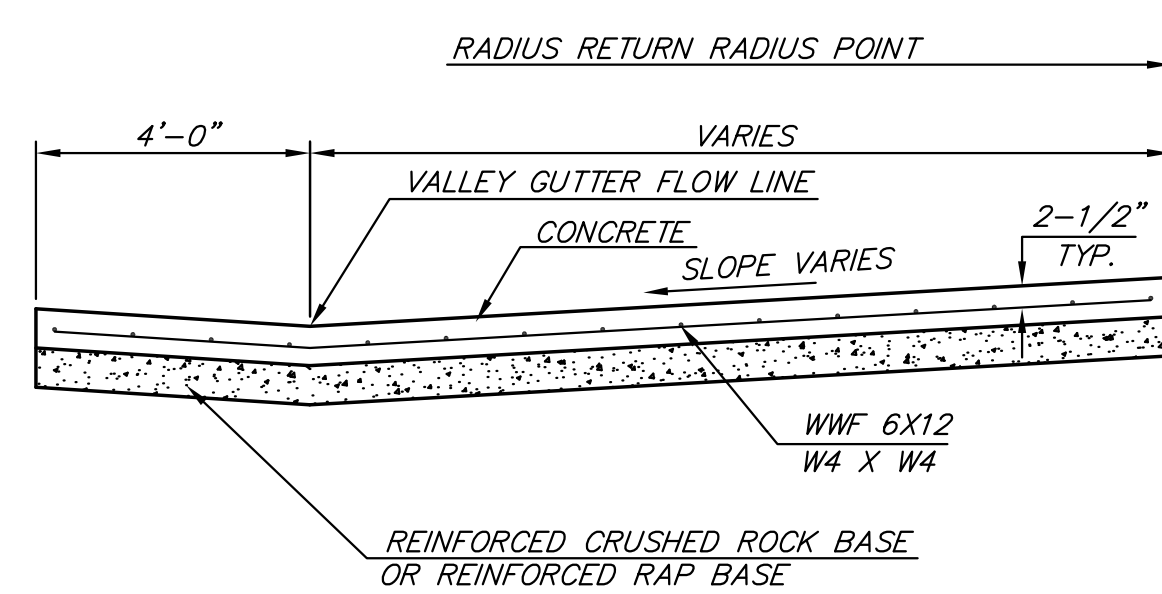 RADIUS RETURN RADIUS POINT
4'-0"
VARIES
VALLEY GUTTER FLOW LINE
CONCRETE
2-1/2"
TYP.
SLOPE VARIES
WWF 6X12
W4 X W4
REINFORCED CRUSHED ROCK BASE
OR REINFORCED RAP BASE